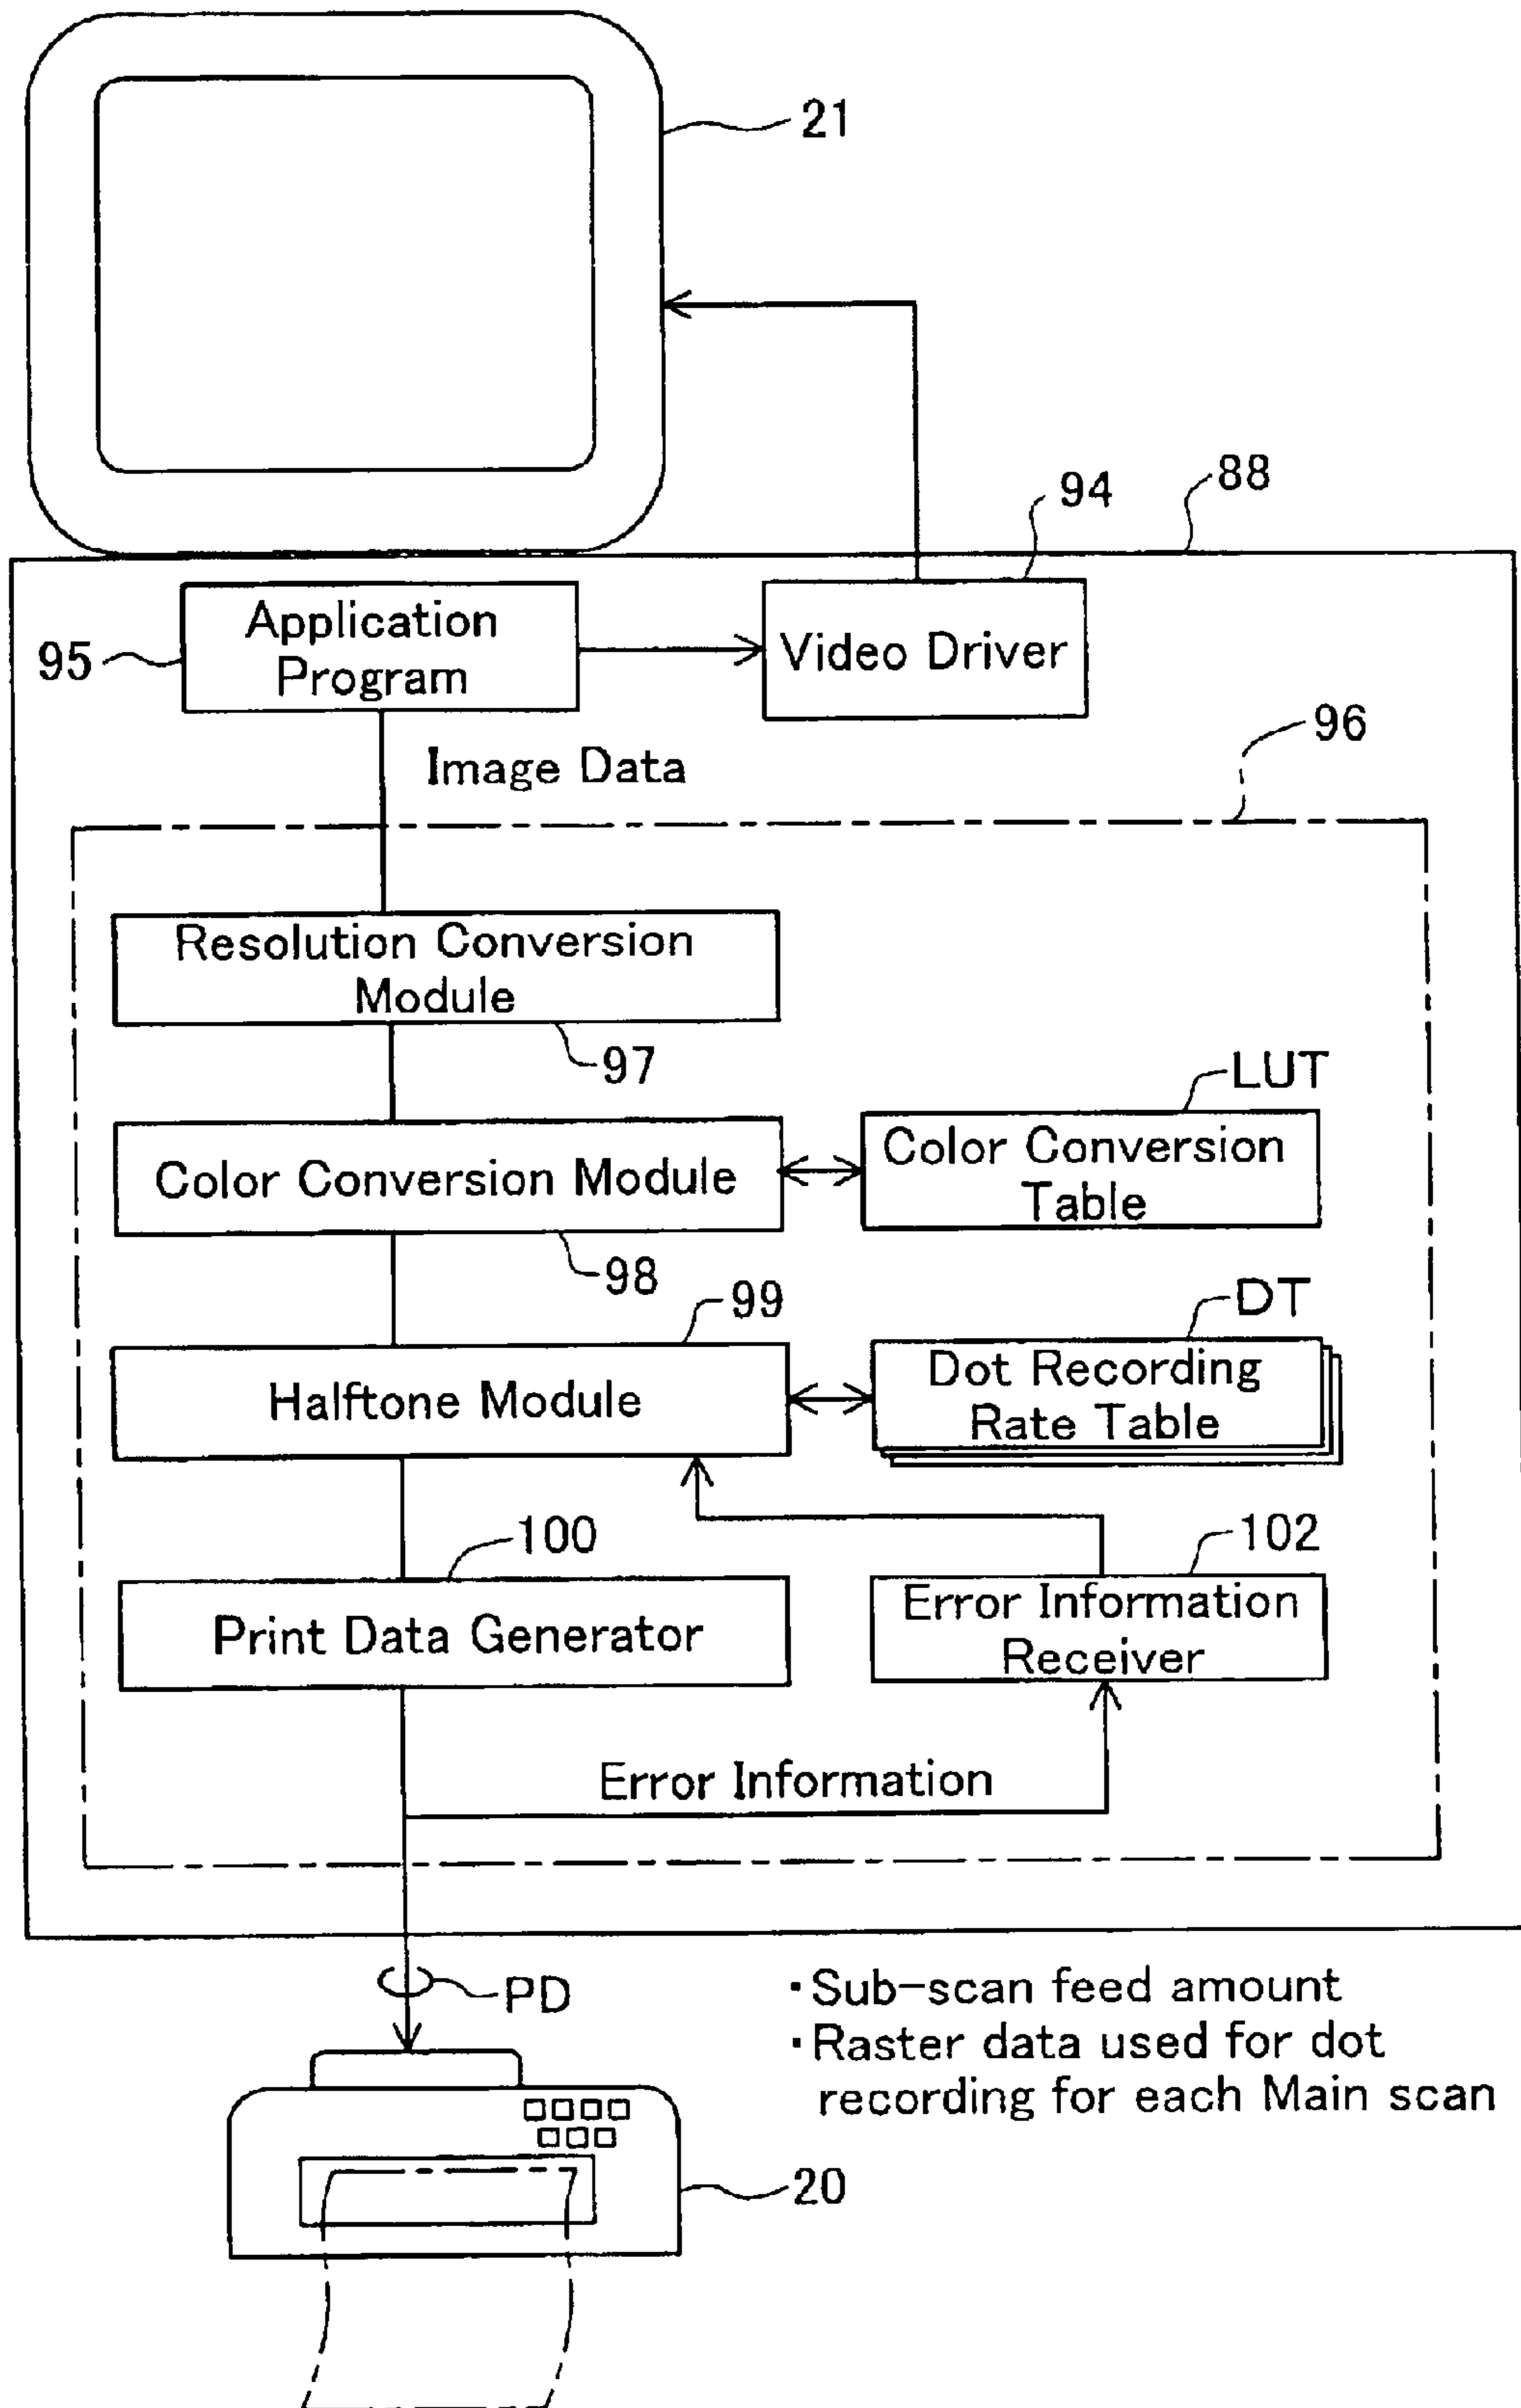 21
88
94
Application
Program
95
Video Driver
96
Image Data
Resolution Conversion
Module
97
LUT
Color Conversion Module
Color Conversion
Table
98
99
DT
Halftone Module
Dot Recording
Rate Table
100
102
Print Data Generator
Error Information
Receiver
Error Information
PD
・Sub-scan feed amount
・Raster data used for dot
recording for each Main scan
20